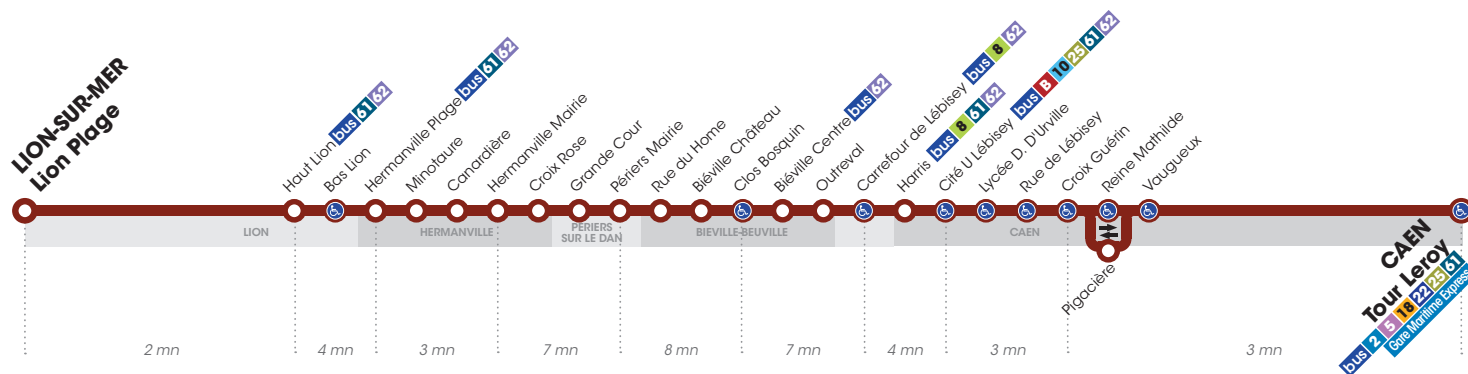 LION-SUR-MER
Lion Plage
Haut Lion bus 61 62
Bas Lion
Hermanville Plage bus 61 62
Minotaure
Canardière
Hermanville Mairie
Croix Rose
Grande Cour
Périers Mairie
Rue du Home
Biéville Château
Clos Bosquin
Biéville Centre bus 62
Outreval
Carrefour de Lébisey bus 8 62
Harris bus 8 61 62
Cité U Lébisey bus B 10 25 61 62
Lycée D. D'Urville
Rue de Lébisey
Croix Guérin
Reine Mathilde
Vaugueux
Pigacière
CAEN
Tour Leroy
bus 2 5 18 22 25 61
Gare Maritime Express
LION
HERMANVILLE
PÉRIERS
SUR LE DAN
BIEVILLE-BEUVILLE
CAEN
2 mn
4 mn
3 mn
7 mn
8 mn
7 mn
4 mn
3 mn
3 mn